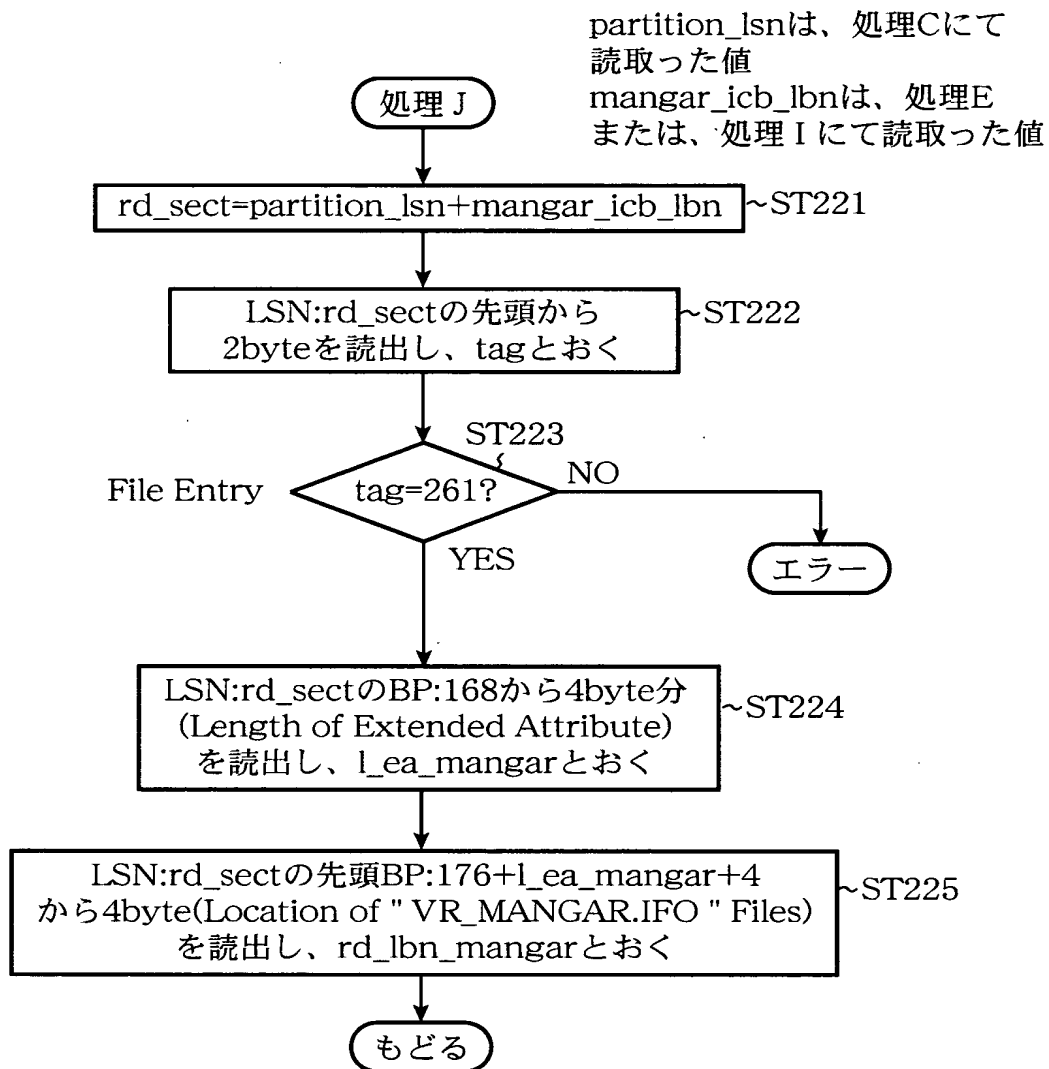 partition_lsnは、処理Cにて
読取った値
mangar_icb_lbnは、処理E
または、処理Iにて読取った値
処理J
rd_sect=partition_lsn+mangar_icb_lbn
~ST221
LSN:rd_sectの先頭から
2byteを読出し、tagとおく
~ST222
ST223
File Entry
tag=261?
NO
YES
エラー
LSN:rd_sectのBP:168から4byte分
(Length of Extended Attribute)
を読出し、l_ea_mangarとおく
~ST224
LSN:rd_sectの先頭BP:176+l_ea_mangar+4
から4byte(Location of " VR_MANGAR.IFO " Files)
を読出し、rd_lbn_mangarとおく
~ST225
もどる